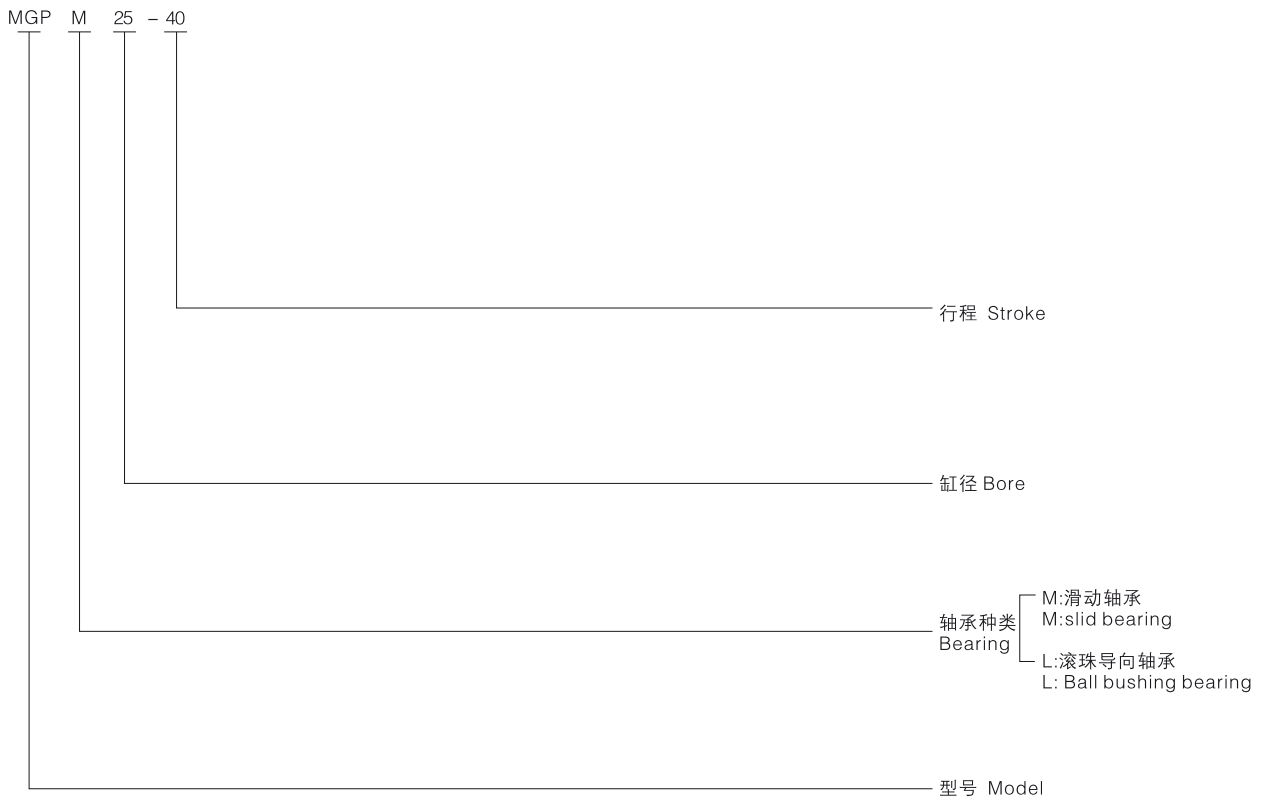 MGP M 25 - 40
行程 Stroke
缸径 Bore
轴承种类
Bearing
M:滑动轴承
M:slid bearing
L:滚珠导向轴承
L: Ball bushing bearing
型号 Model